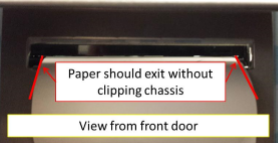 Paper should exit without
clipping chassis
View from front door